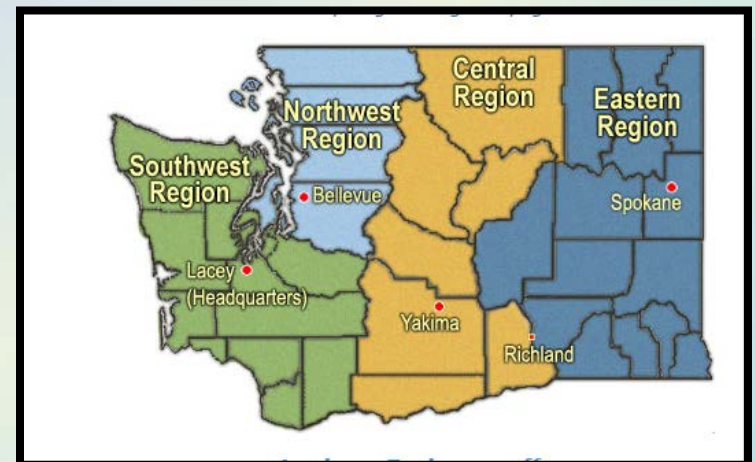 Central
Region
Eastern
Region
Northwest
Region
Southwest
Region
Bellevue
Spokane
Lacey
(Headquarters)
Yakima
Richland